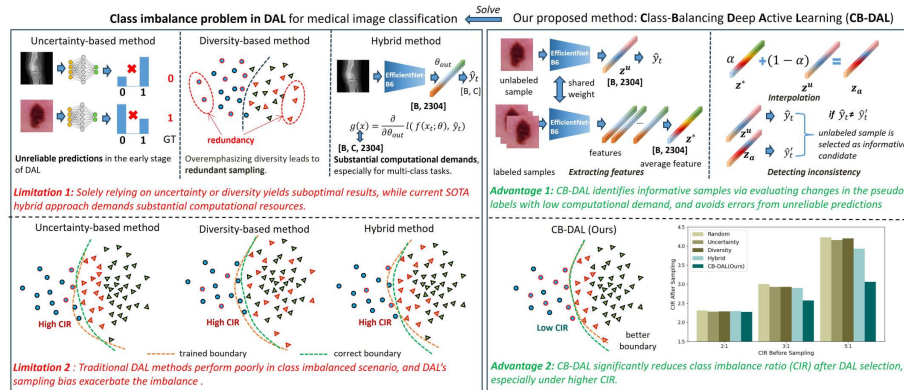 Class imbalance problem in DAL for medical image classification
Solve
Our proposed method: Class-Balancing Deep Active Learning (CB-DAL)
Uncertainty-based method
0 1
0
0 1
1
GT
Unreliable predictions in the early stage
of DAL
Diversity-based method
redundancy
Overemphasizing diversity leads to
redundant sampling.
Hybrid method
EfficientNet-
B6
θout
ŷt
[B, C]
[B, 2304]
g(x) = ∂/∂θout l(f(xt; θ), ŷt)
[B, C, 2304]
Substantial computational demands,
especially for multi-class tasks.
Limitation 1: Solely relying on uncertainty or diversity yields suboptimal results, while current SOTA
hybrid approach demands substantial computational resources.
unlabeled
sample
EfficientNet-
B6
z^u
[B, 2304]
ŷt
shared
weight
EfficientNet-
B6
...
z*
[B, 2304]
features
average feature
labeled samples
Extracting features
α
z*
+(1 − α)
z^u
=
z_a
Interpolation
z^u
ŷt
z_a
ŷ't
if ŷt ≠ ŷ't
unlabeled sample is
selected as informative
candidate
Detecting inconsistency
Advantage 1: CB-DAL identifies informative samples via evaluating changes in the pseudo
labels with low computational demand, and avoids errors from unreliable predictions
Uncertainty-based method
High CIR
Diversity-based method
High CIR
Hybrid method
High CIR
trained boundary
correct boundary
Limitation 2 : Traditional DAL methods perform poorly in class imbalanced scenario, and DAL's
sampling bias exacerbate the imbalance .
CB-DAL (Ours)
Low CIR
better
boundary
Random
Uncertainty
Diversity
Hybrid
CB-DAL(Ours)
CIR After Sampling
4.5
4.0
3.5
3.0
2.5
2.0
1.5
2:1
3:1
5:1
CIR Before Sampling
Advantage 2: CB-DAL significantly reduces class imbalance ratio (CIR) after DAL selection,
especially under higher CIR.